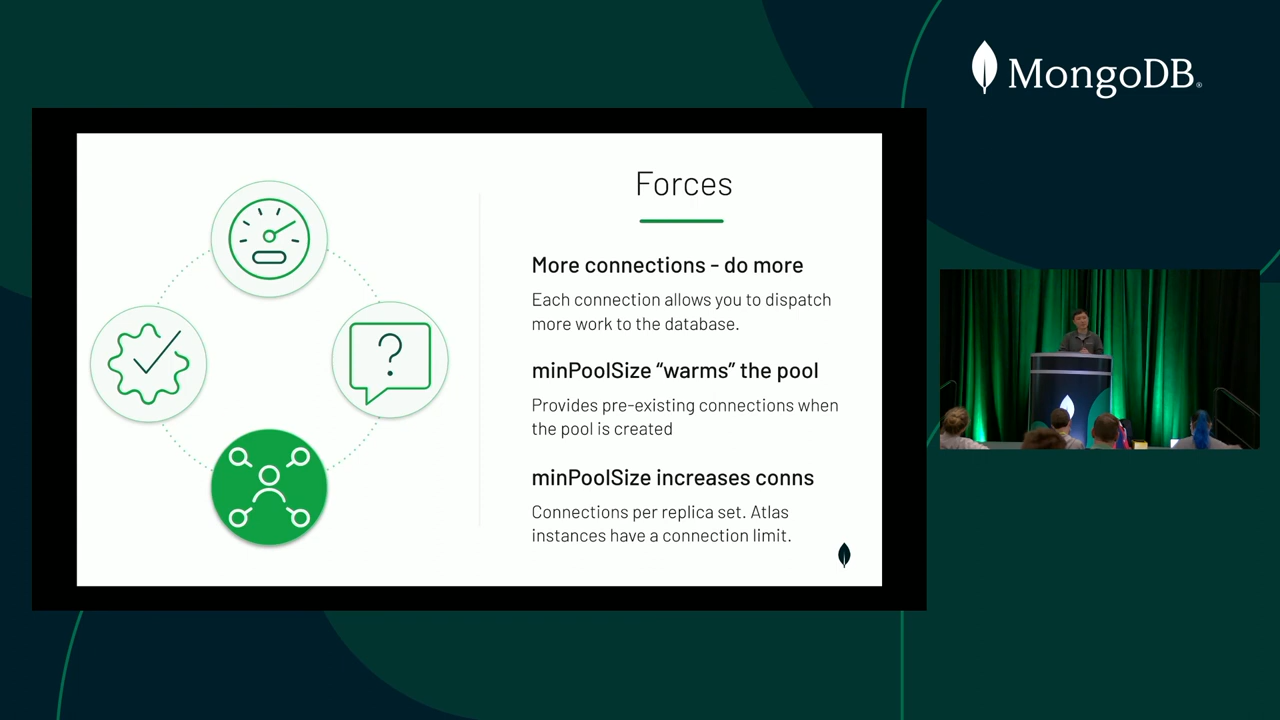 MongoDB®
Forces
More connections - do more
Each connection allows you to dispatch
more work to the database.
minPoolSize “warms” the pool
Provides pre-existing connections when
the pool is created
minPoolSize increases conns
Connections per replica set. Atlas
instances have a connection limit.
?